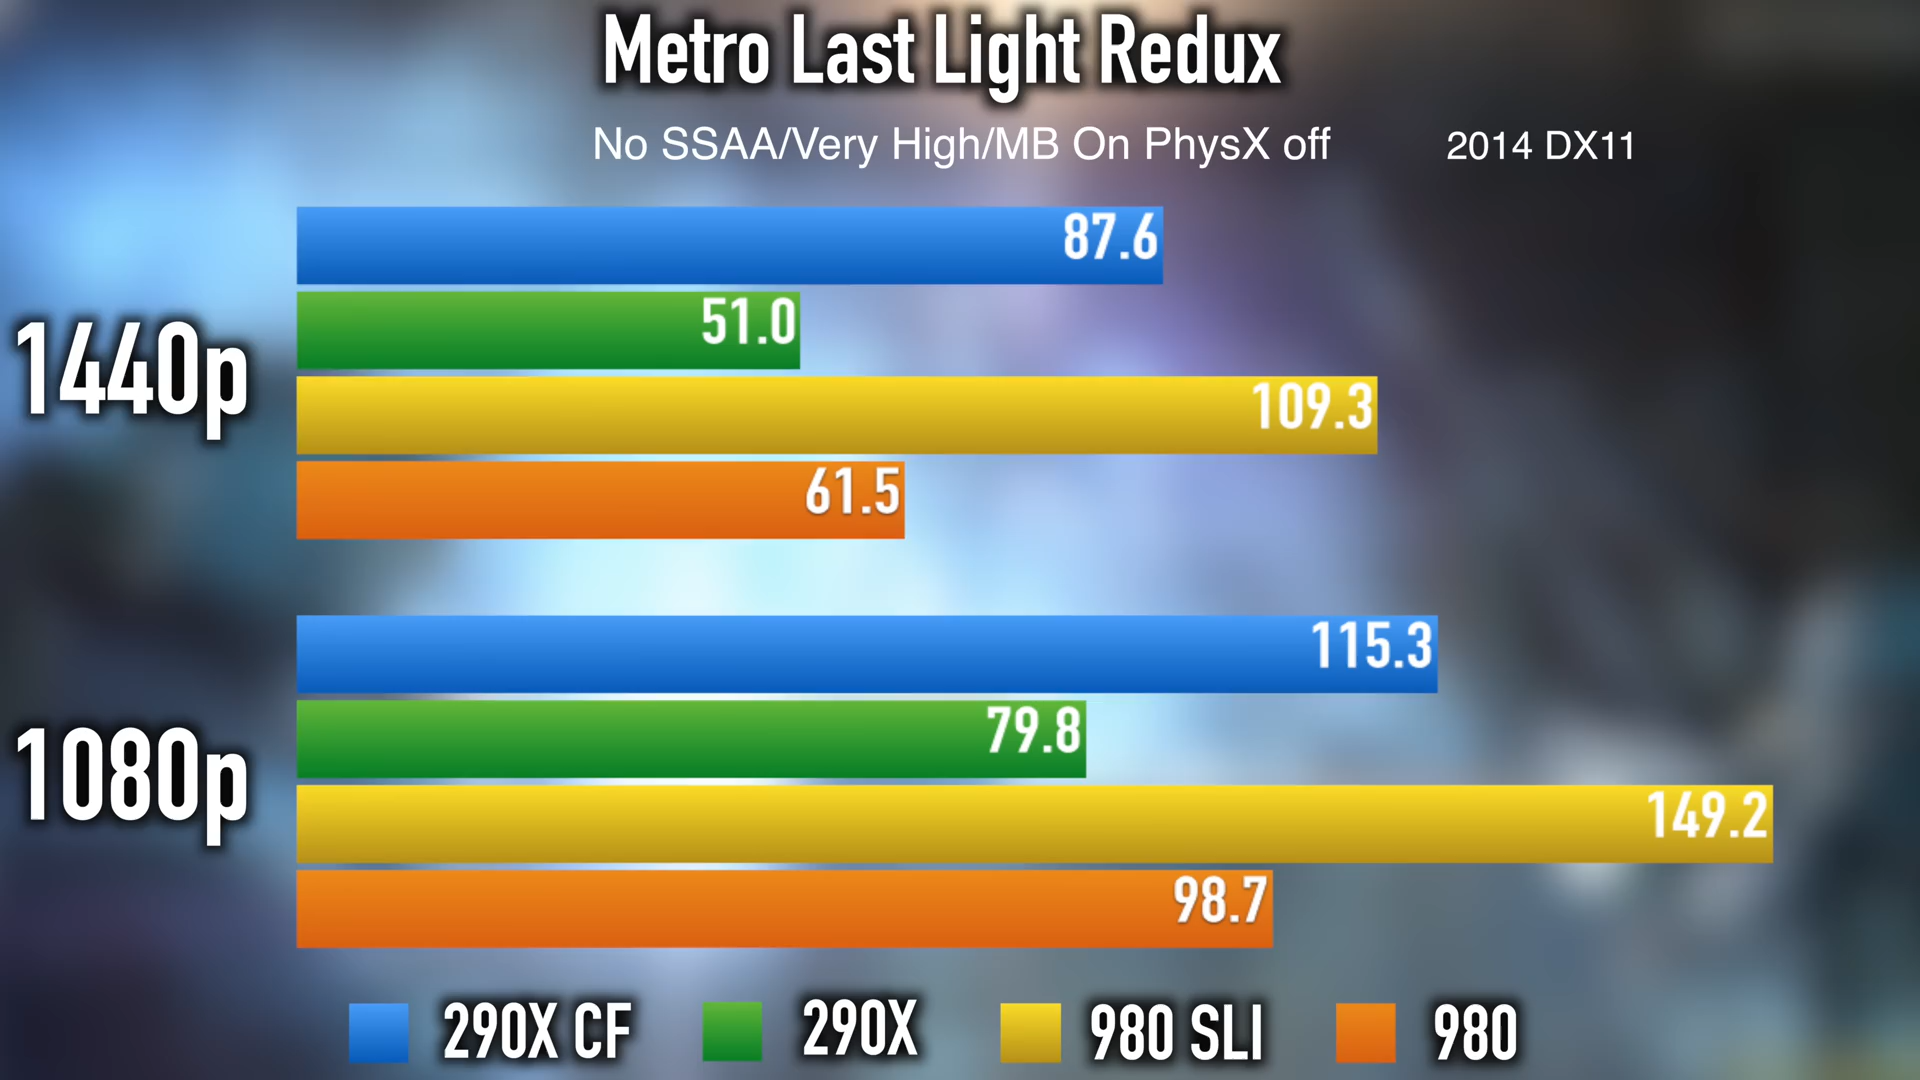 Metro Last Light Redux
No SSAA/Very High/MB On PhysX off 2014 DX11
1440p
87.6
51.0
109.3
61.5
1080p
115.3
79.8
149.2
98.7
290X CF 290X 980 SLI 980